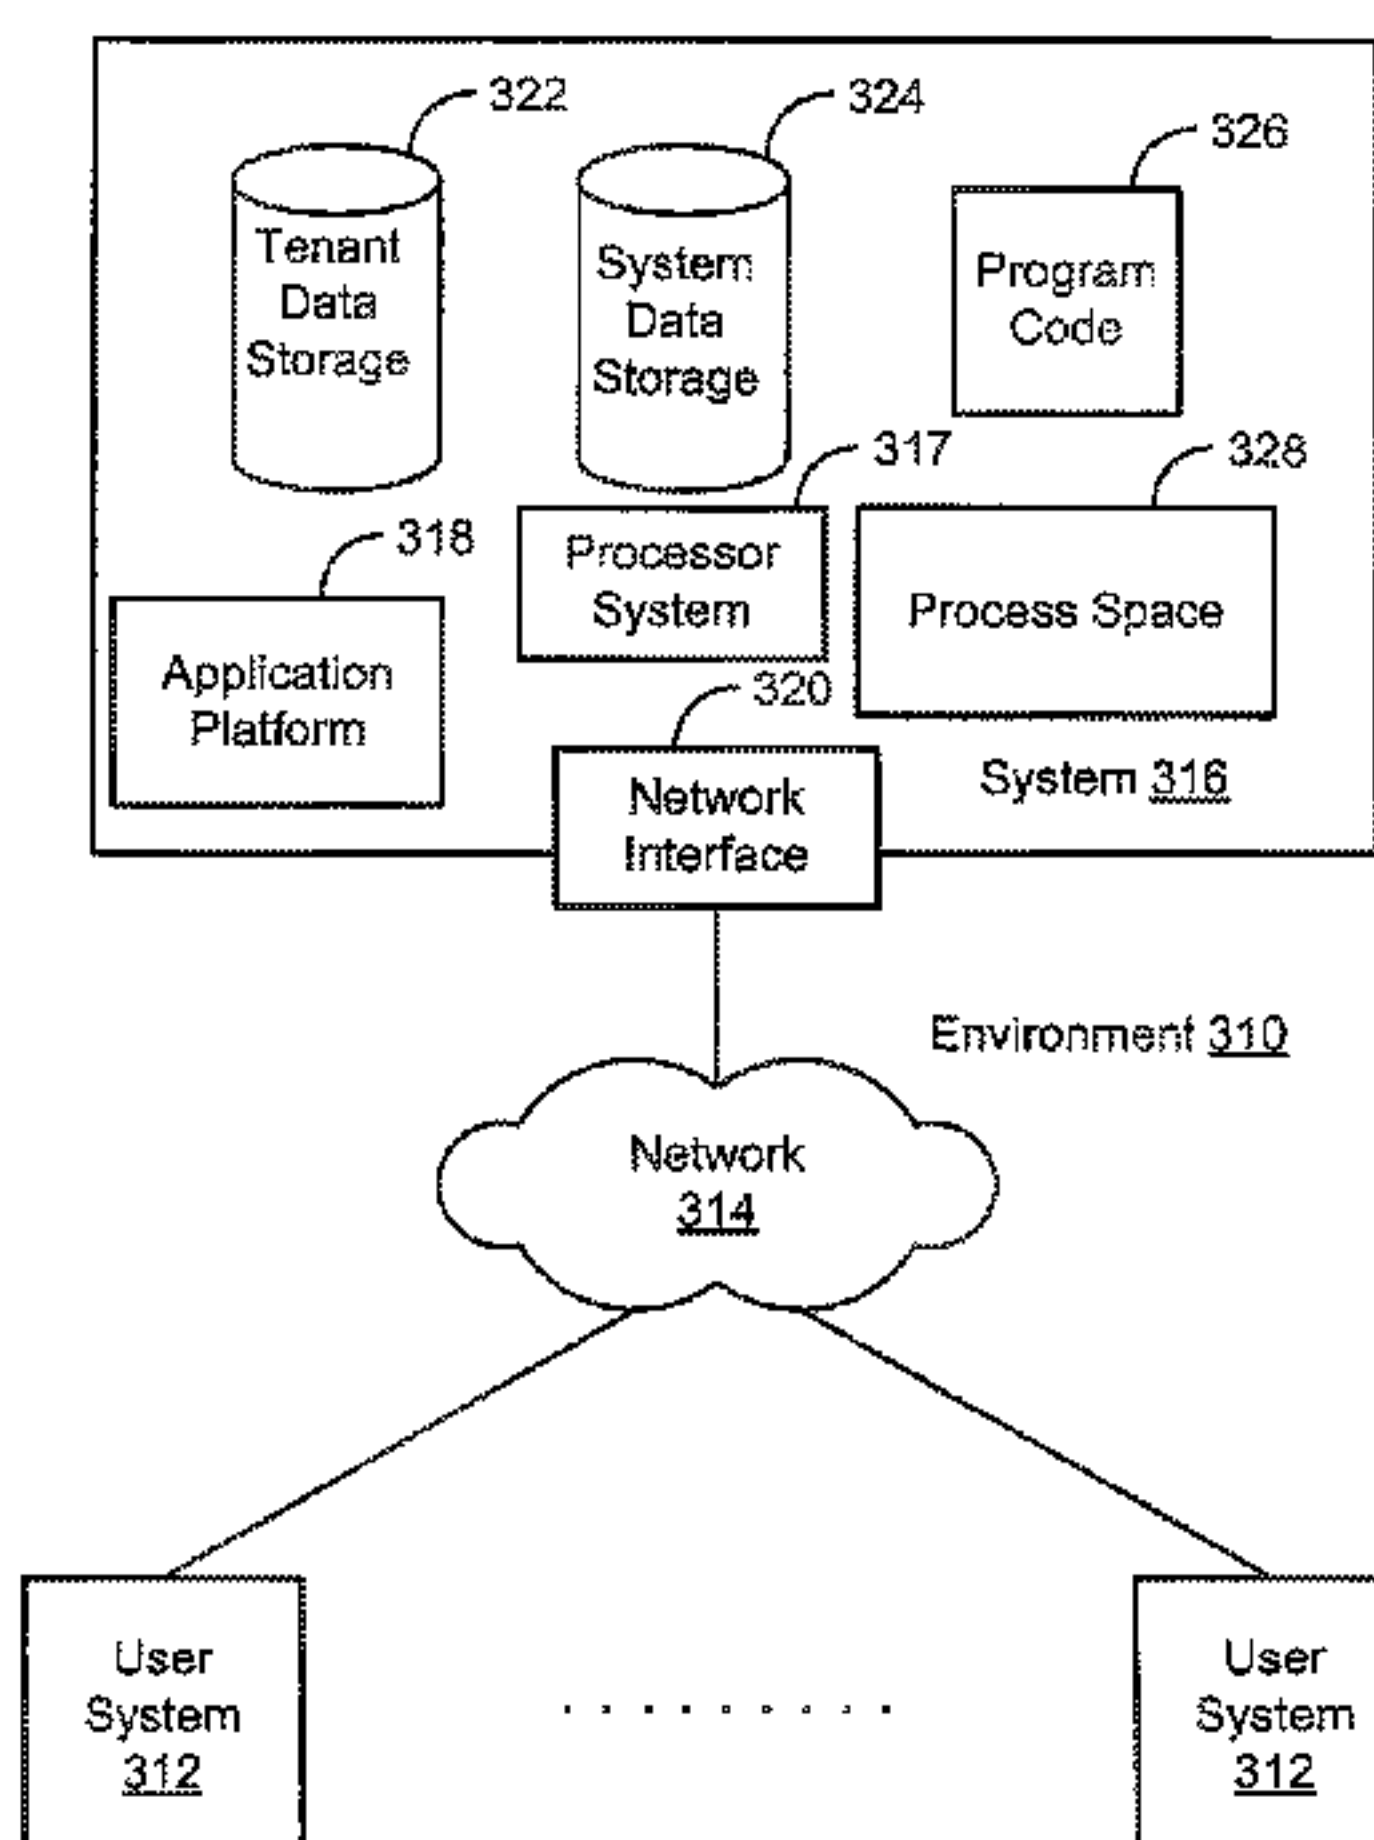 322
324
326
Tenant
Data
Storage
System
Data
Storage
Program
Code
317
328
318
Processor
System
Process Space
Application
Platform
320
System 316
Network
Interface
Environment 310
Network
314
User
System
312
User
System
312